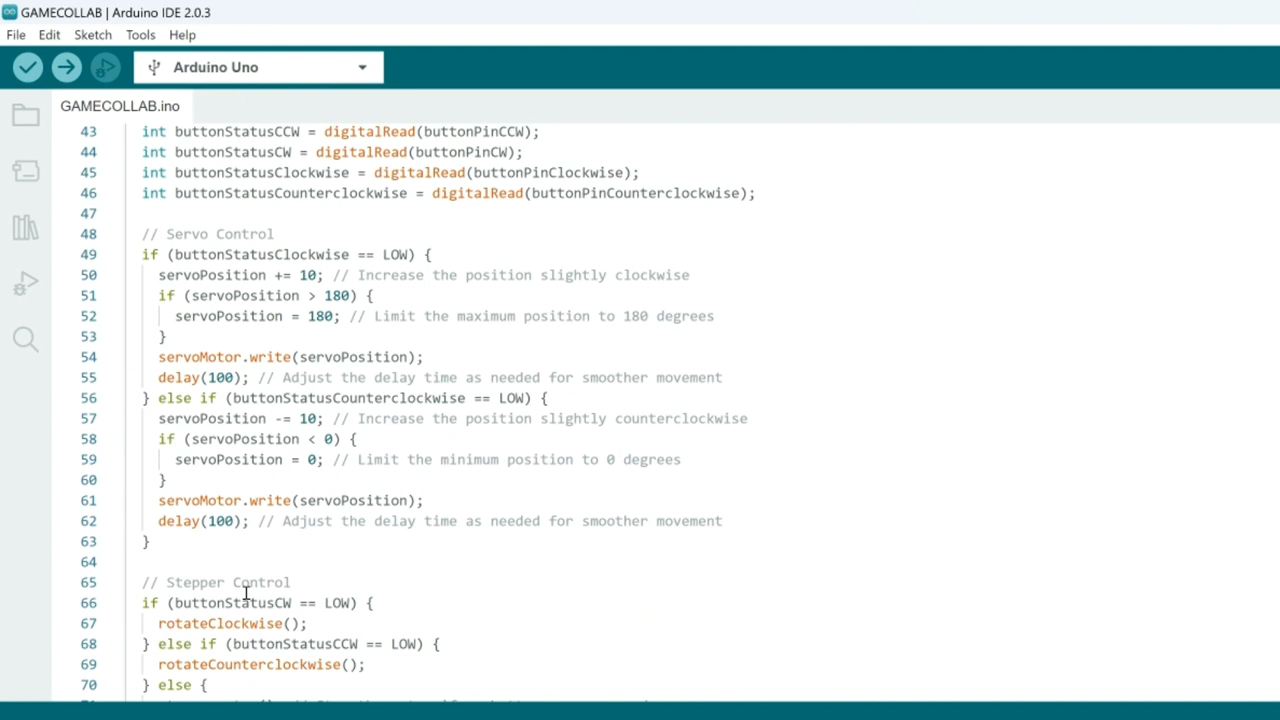 GAMECOLLAB | Arduino IDE 2.0.3
File Edit Sketch Tools Help
Arduino Uno
GAMECOLLAB.ino
43 int buttonStatusCCW = digitalRead(buttonPinCCW);
44 int buttonStatusCW = digitalRead(buttonPinCW);
45 int buttonStatusClockwise = digitalRead(buttonPinClockwise);
46 int buttonStatusCounterclockwise = digitalRead(buttonPinCounterclockwise);
47
48 // Servo Control
49 if (buttonStatusClockwise == LOW) {
50 servoPosition += 10; // Increase the position slightly clockwise
51 if (servoPosition > 180) {
52 servoPosition = 180; // Limit the maximum position to 180 degrees
53 }
54 servoMotor.write(servoPosition);
55 delay(100); // Adjust the delay time as needed for smoother movement
56 } else if (buttonStatusCounterclockwise == LOW) {
57 servoPosition -= 10; // Increase the position slightly counterclockwise
58 if (servoPosition < 0) {
59 servoPosition = 0; // Limit the minimum position to 0 degrees
60 }
61 servoMotor.write(servoPosition);
62 delay(100); // Adjust the delay time as needed for smoother movement
63 }
64
65 // Stepper Control
66 if (buttonStatusCW == LOW) {
67 rotateClockwise();
68 } else if (buttonStatusCCW == LOW) {
69 rotateCounterclockwise();
70 } else {